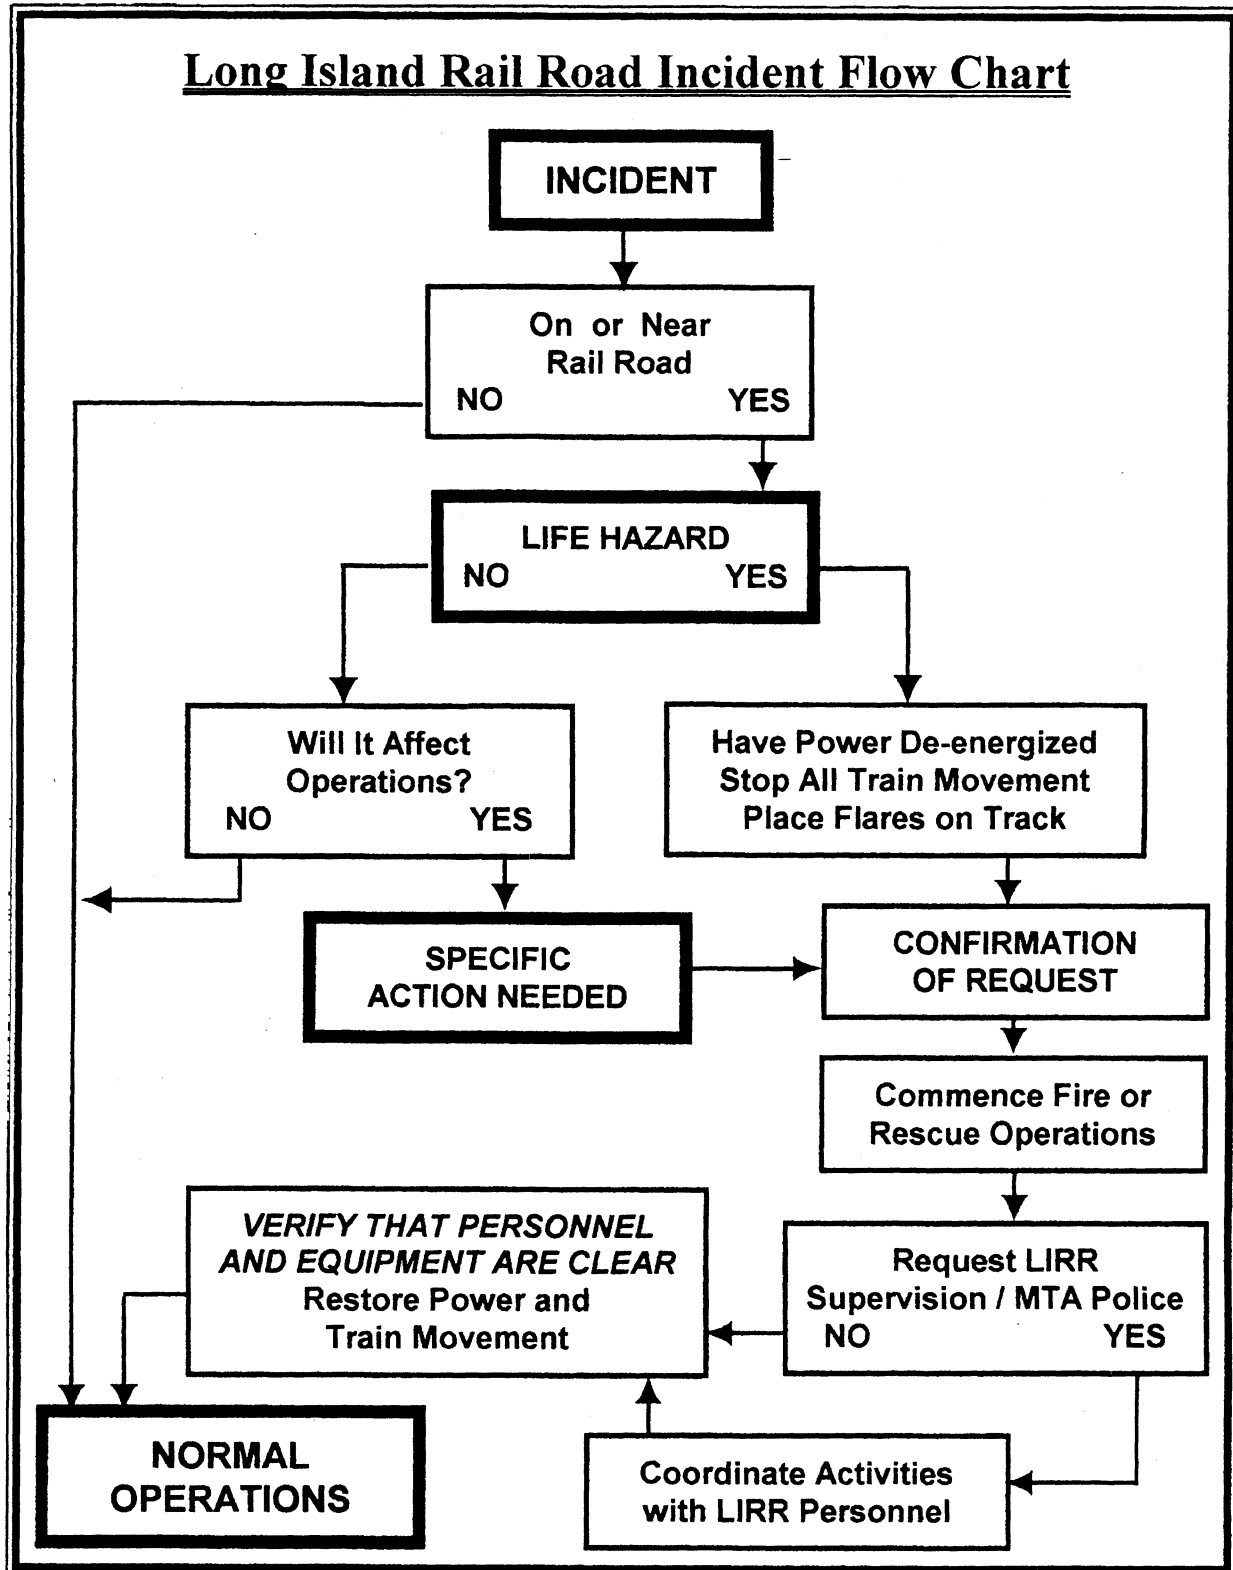 Long Island Rail Road Incident Flow Chart
INCIDENT
On or Near
Rail Road
NO YES
LIFE HAZARD
NO YES
Will It Affect
Operations?
NO YES
Have Power De-energized
Stop All Train Movement
Place Flares on Track
SPECIFIC
ACTION NEEDED
CONFIRMATION
OF REQUEST
Commence Fire or
Rescue Operations
Request LIRR
Supervision / MTA Police
NO YES
VERIFY THAT PERSONNEL
AND EQUIPMENT ARE CLEAR
Restore Power and
Train Movement
Coordinate Activities
with LIRR Personnel
NORMAL
OPERATIONS